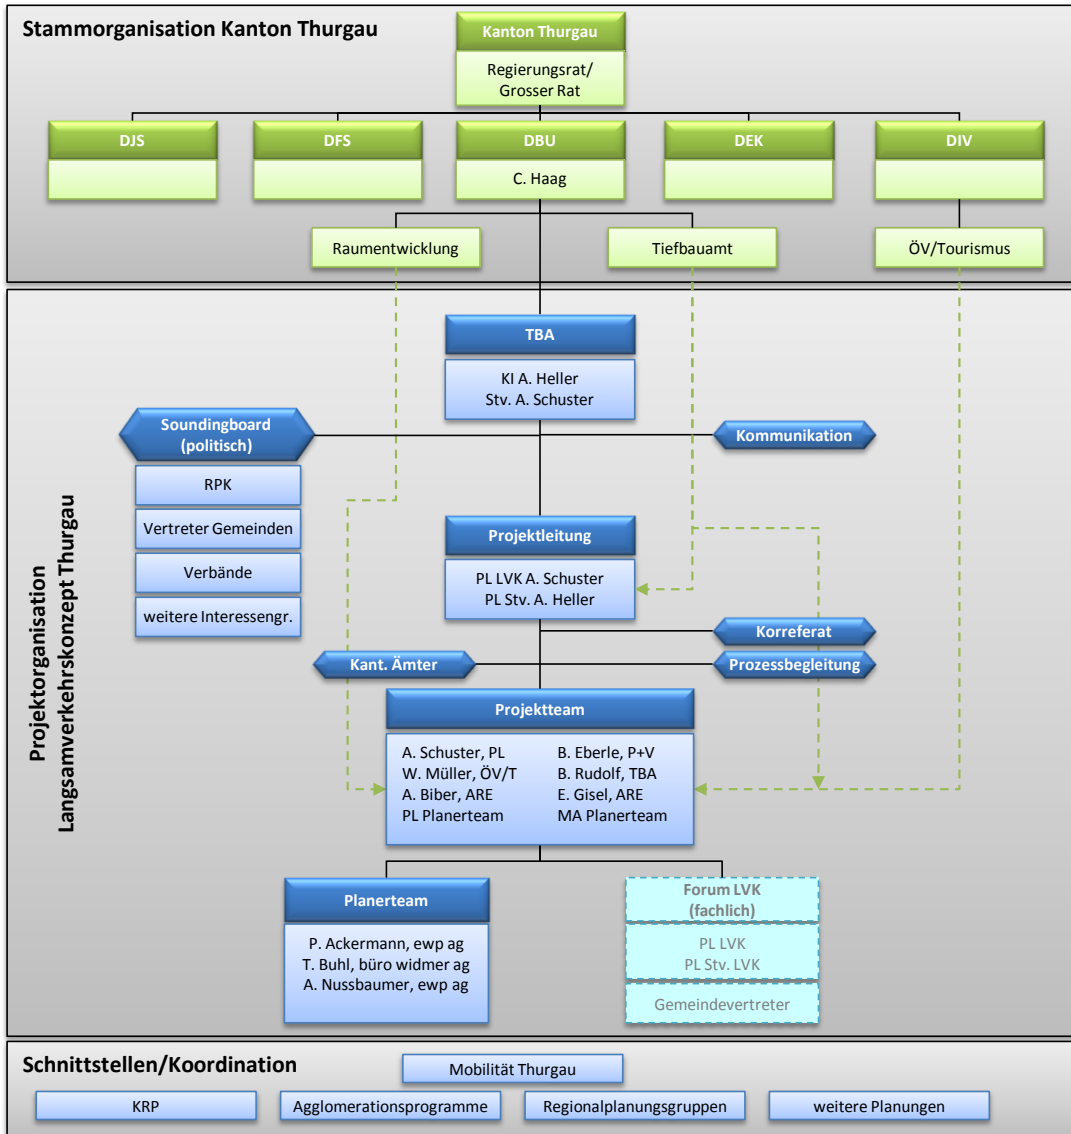 Stammorganisation Kanton Thurgau
Kanton Thurgau
Regierungsrat/
Grosser Rat
DJS
DFS
DBU
DEK
DIV
C. Haag
Raumentwicklung
Tiefbauamt
ÖV/Tourismus
Projektorganisation
Langsamverkehrskonzept Thurgau
TBA
KI A. Heller
Stv. A. Schuster
Soundingboard
(politisch)
Kommunikation
RPK
Vertreter Gemeinden
Verbände
weitere Interessengr.
Projektleitung
PL LVK A. Schuster
PL Stv. A. Heller
Korreferat
Kant. Ämter
Prozessbegleitung
Projektteam
A. Schuster, PL
W. Müller, ÖV/T
A. Biber, ARE
PL Planerteam
B. Eberle, P+V
B. Rudolf, TBA
E. Gisel, ARE
MA Planerteam
Planerteam
P. Ackermann, ewp ag
T. Buhl, büro widmer ag
A. Nussbaumer, ewp ag
Forum LVK
(fachlich)
PL LVK
PL Stv. LVK
Gemeindevertreter
Schnittstellen/Koordination
Mobilität Thurgau
KRP
Agglomerationsprogramme
Regionalplanungsgruppen
weitere Planungen